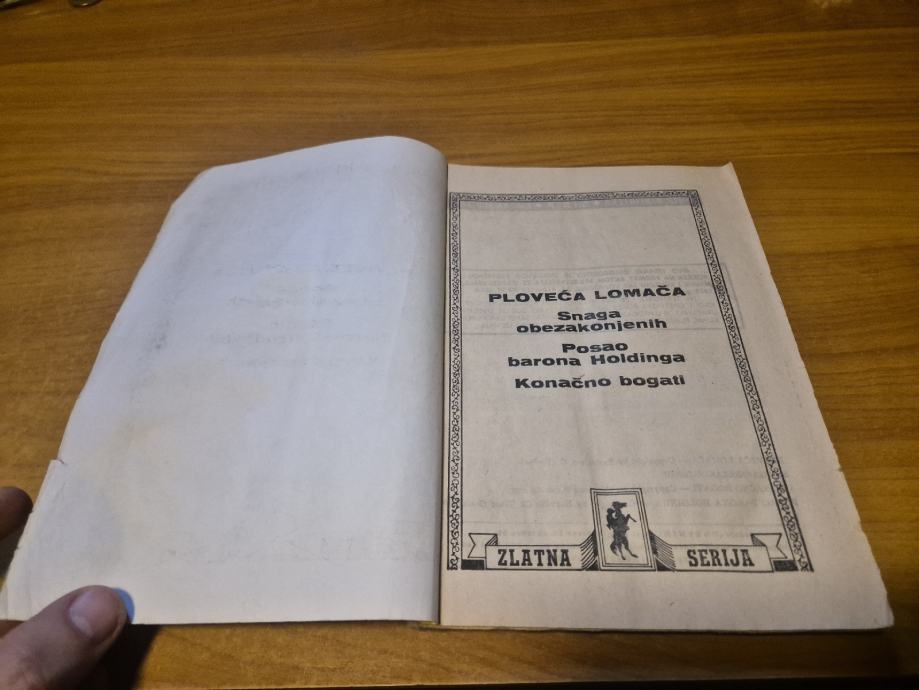 PLOVEĆA LOMAČA
Snaga
obezakonjenih
Posao
barona Holdinga
Konačno bogati
ZLATNA SERIJA